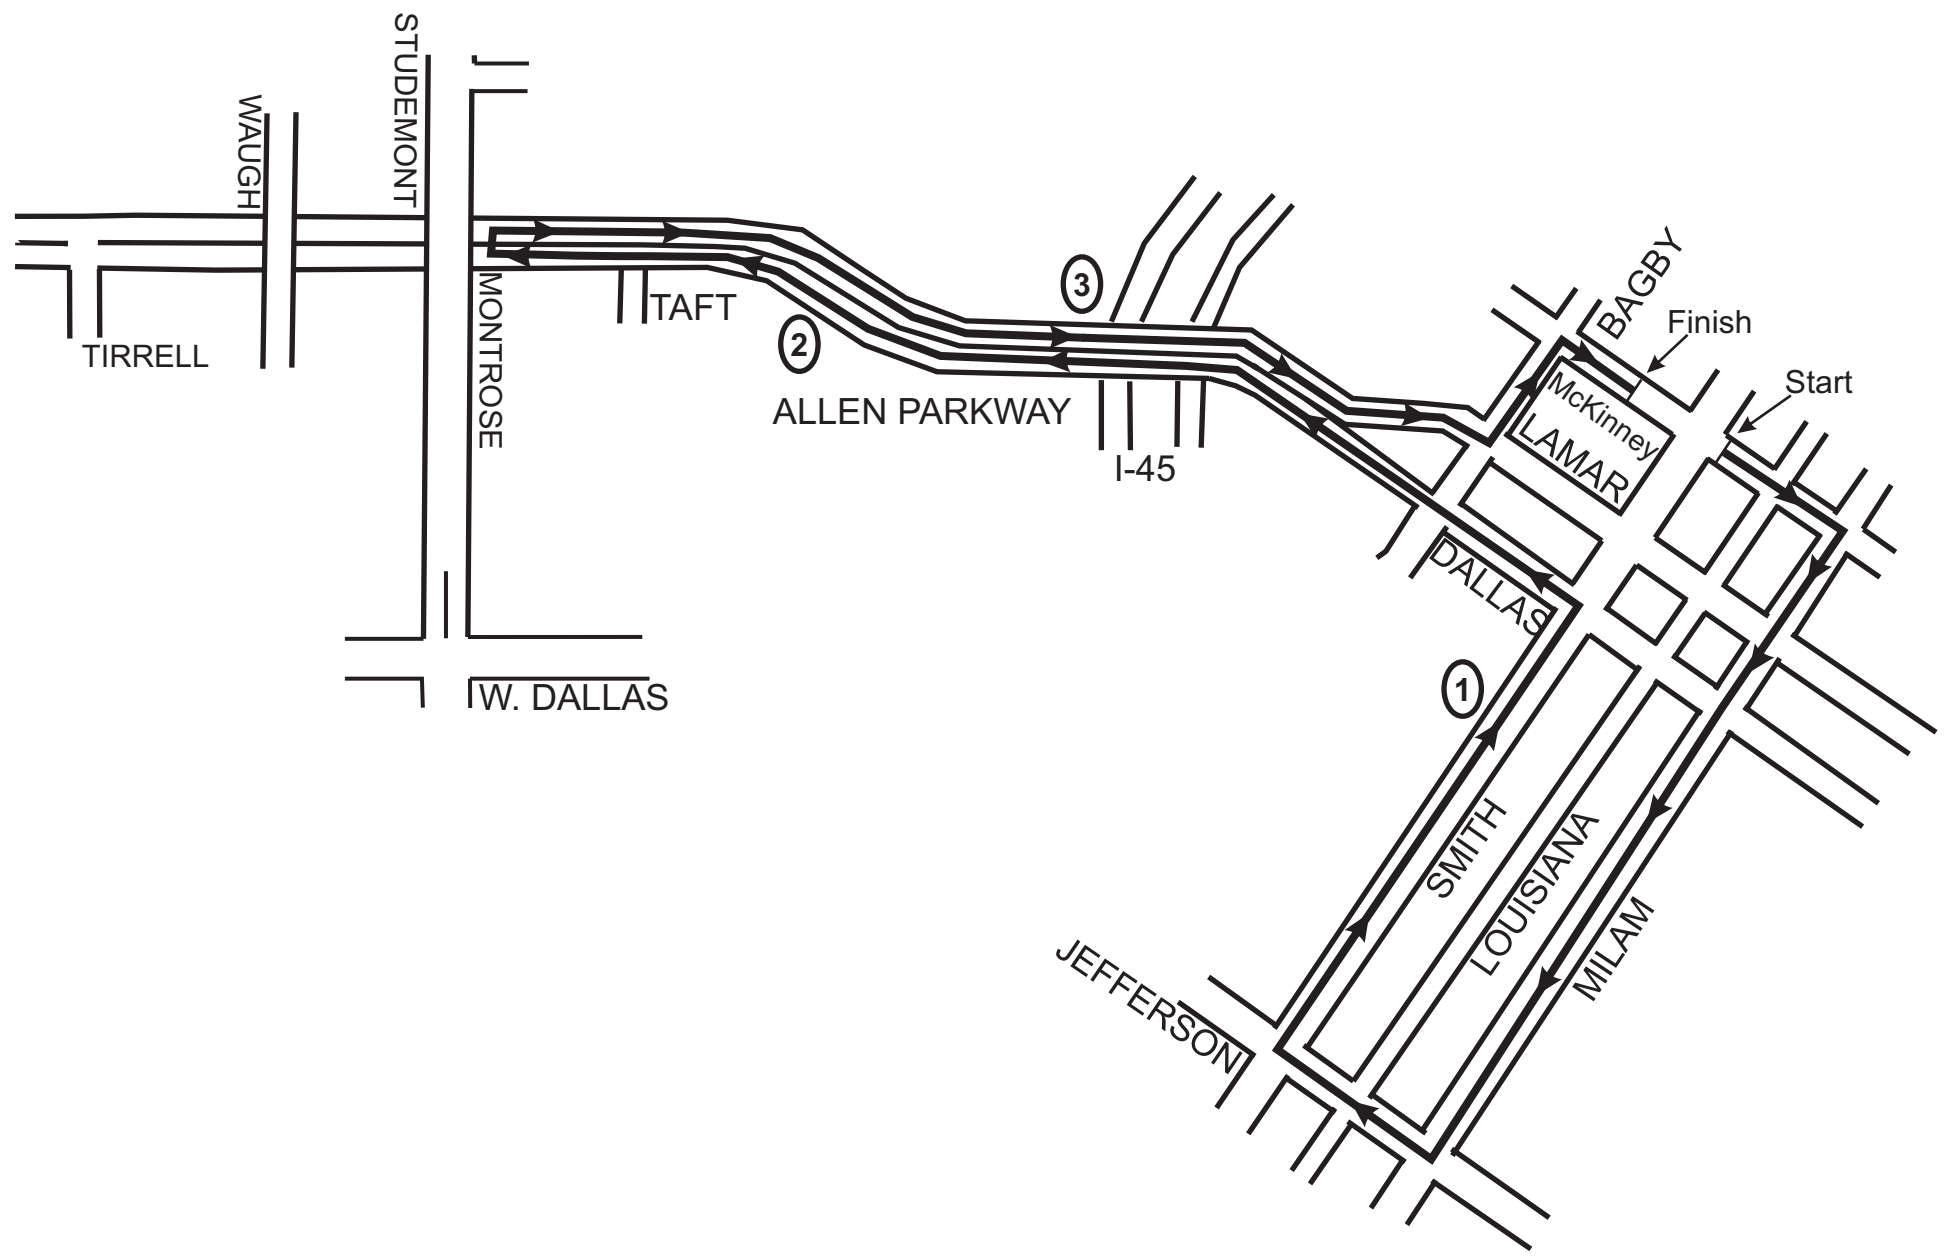 STUDEMONT
WAUGH
TIRRELL
MONTROSE
TAFT
W. DALLAS
2
3
ALLEN PARKWAY
I-45
BAGBY
Finish
Start
McKinney
LAMAR
DALLAS
1
SMITH
LOUISIANA
MILAM
JEFFERSON